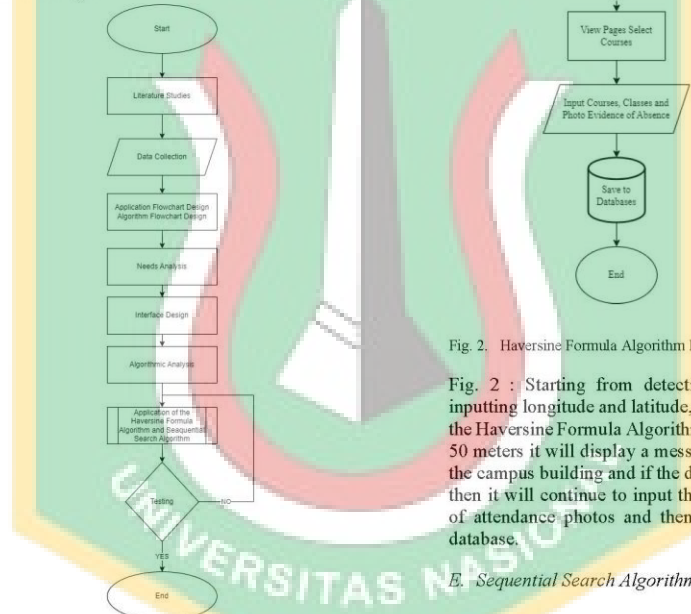 Start
Literature Studies
Data Collection
Application Flowchart Design
Algorithm Flowchart Design
Needs Analysis
Interface Design
Algorithmic Analysis
Application of the
Haversine Formula
Algorithm and Seaquential
Search Algorithm
Testing
NO
YES
End
View Pages Select
Courses
Input Courses, Classes and
Photo Evidence of Absence
Save to
Databases
End
Fig. 2. Haversine Formula Algorithm
Fig. 2 : Starting from detecti
inputting longitude and latitude,
the Haversine Formula Algorithm
50 meters it will display a mess
the campus building and if the d
then it will continue to input th
of attendance photos and then
database.
E. Sequential Search Algorithm
UNIVERSITAS NASIONAL